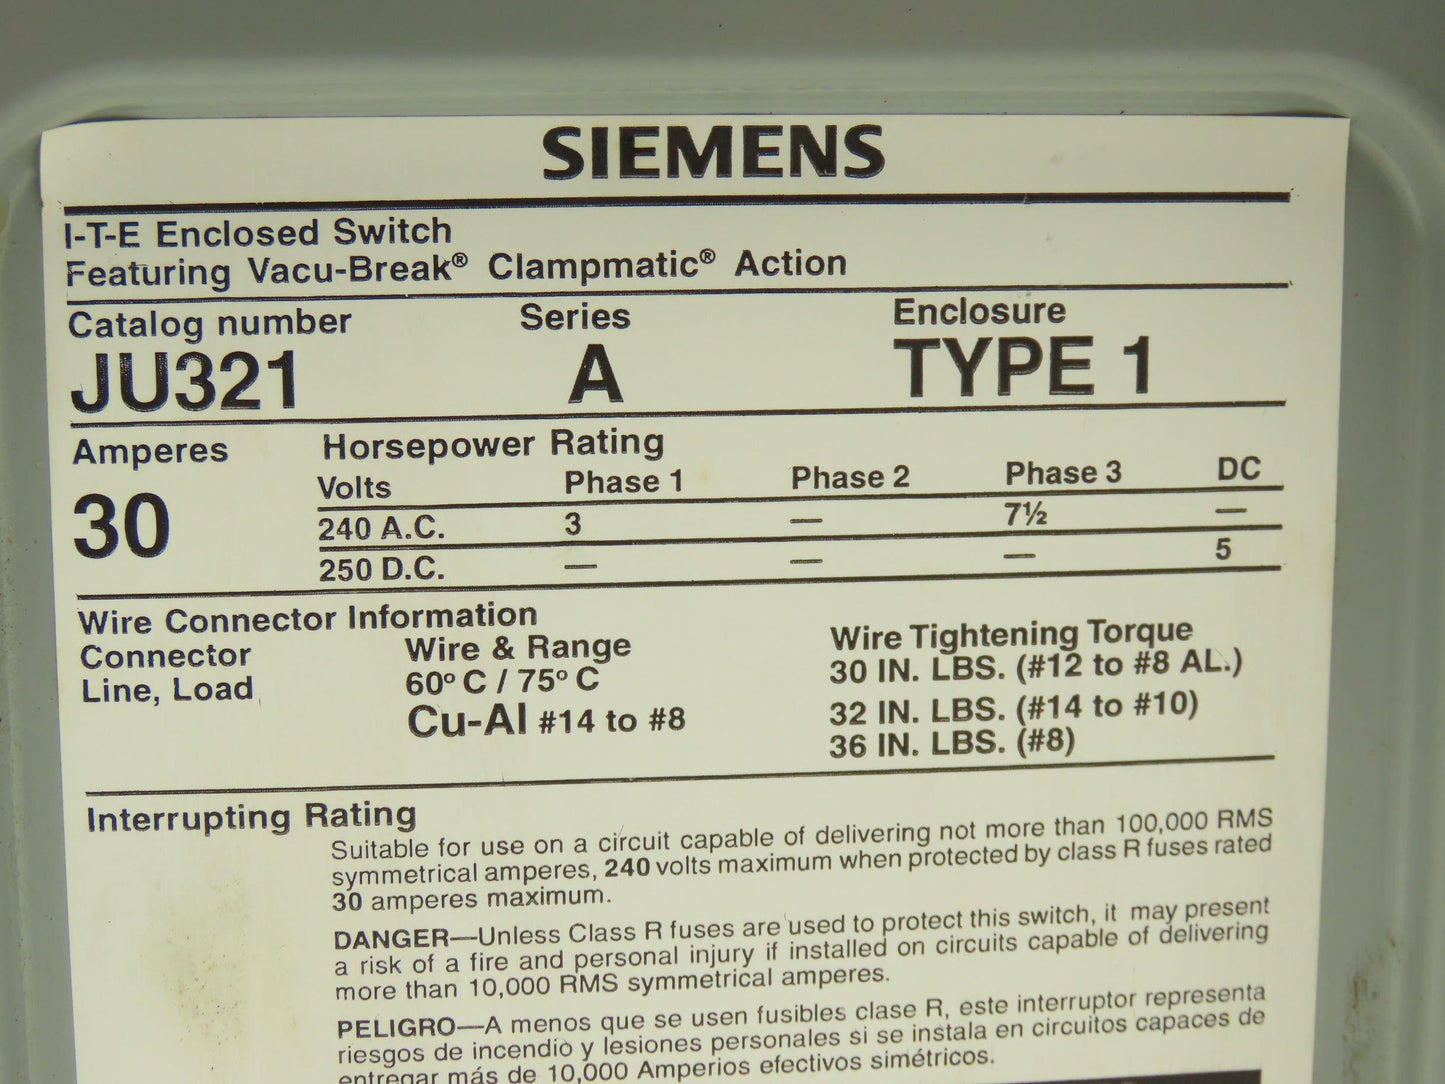 SIEMENS
I-T-E Enclosed Switch
Featuring Vacu-Break® Clampmatic® Action
Catalog number Series Enclosure
JU321 A TYPE 1
Amperes Horsepower Rating
30
Volts Phase 1 Phase 2 Phase 3 DC
240 A.C. 3 — 7½ —
250 D.C. — — — 5
Wire Connector Information
Connector Wire & Range Wire Tightening Torque
Line, Load 60° C / 75° C 30 IN. LBS. (#12 to #8 AL.)
Cu-Al #14 to #8 32 IN. LBS. (#14 to #10)
36 IN. LBS. (#8)
Interrupting Rating
Suitable for use on a circuit capable of delivering not more than 100,000 RMS
symmetrical amperes, 240 volts maximum when protected by class R fuses rated
30 amperes maximum.
DANGER—Unless Class R fuses are used to protect this switch, it may present
a risk of a fire and personal injury if installed on circuits capable of delivering
more than 10,000 RMS symmetrical amperes.
PELIGRO—A menos que se usen fusibles clase R, este interruptor representa
riesgos de incendio y lesiones personales si se instala en circuitos capaces de
entregar más de 10,000 Amperios efectivos simétricos.